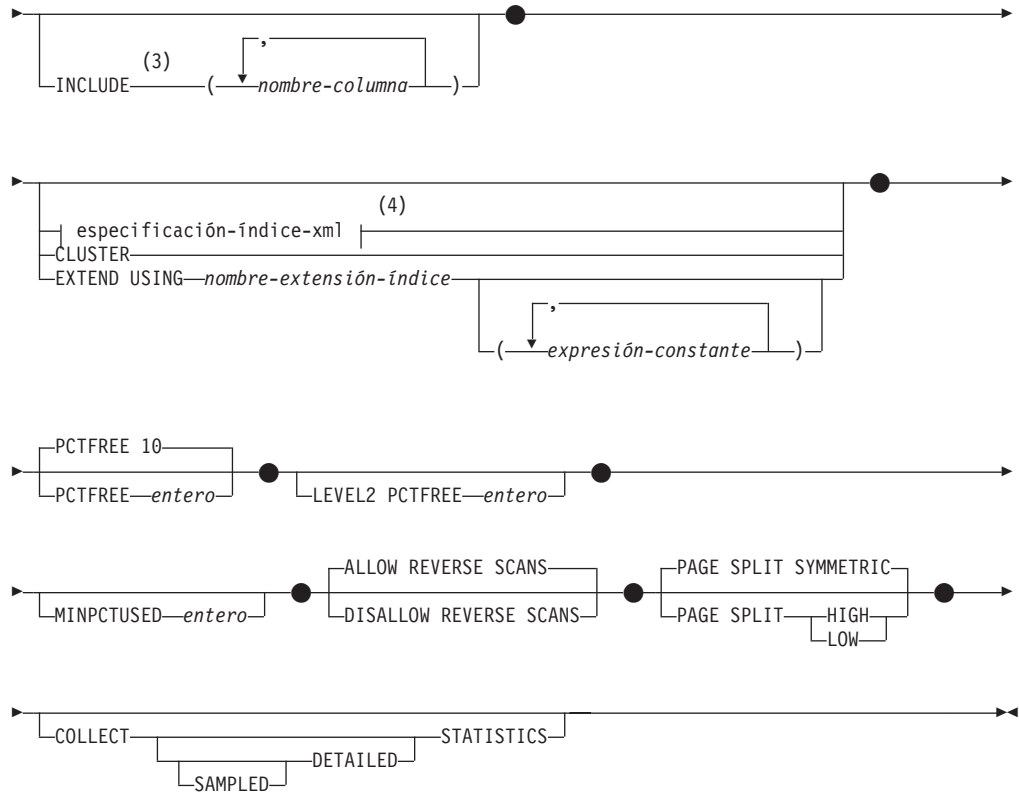 ,
(3)
INCLUDE ( nombre-columna )
(4)
especificación-índice-xml
CLUSTER
EXTEND USING nombre-extensión-índice
,
( expresión-constante )
PCTFREE 10
PCTFREE entero LEVEL2 PCTFREE entero
ALLOW REVERSE SCANS PAGE SPLIT SYMMETRIC
MINPCTUSED entero DISALLOW REVERSE SCANS PAGE SPLIT HIGH
LOW
COLLECT STATISTICS
DETAILED
SAMPLED